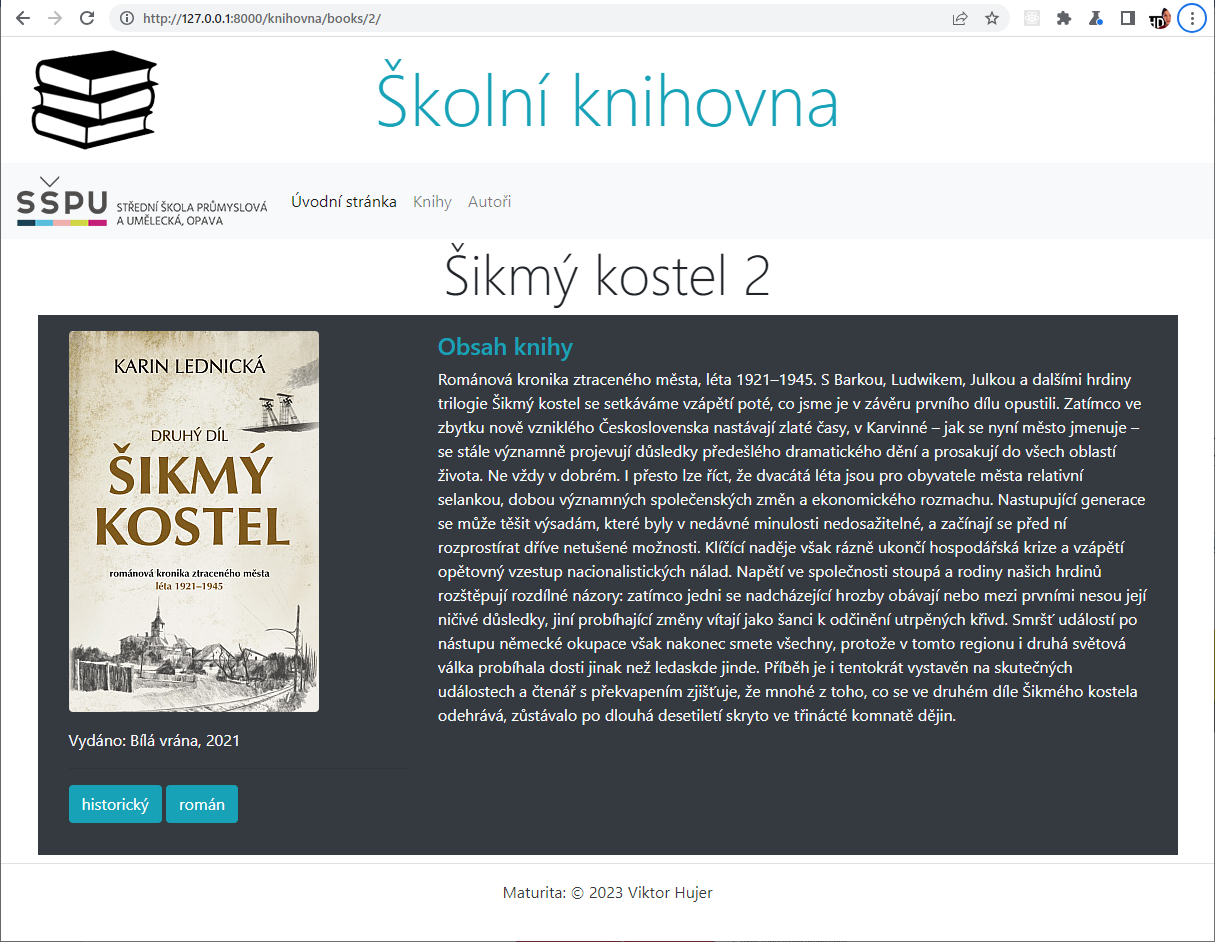 http://127.0.0.1:8000/knihovna/books/2/
Školní knihovna
SŠPU
STŘEDNÍ ŠKOLA PRŮMYSLOVÁ
A UMĚLECKÁ, OPAVA
Úvodní stránka Knihy Autoři
Šikmý kostel 2
KARIN LEDNICKÁ
DRUHÝ DÍL
ŠIKMÝ
KOSTEL
románová kronika ztraceného města
léta 1921–1945
Vydáno: Bílá vrána, 2021
historický román
Obsah knihy
Románová kronika ztraceného města, léta 1921–1945. S Barkou, Ludwikem, Julkou a dalšími hrdiny
trilogie Šikmý kostel se setkáváme vzápětí poté, co jsme je v závěru prvního dílu opustili. Zatímco ve
zbytku nově vzniklého Československa nastávají zlaté časy, v Karvinné – jak se nyní město jmenuje –
se stále významně projevují důsledky předešlého dramatického dění a prosakují do všech oblastí
života. Ne vždy v dobrém. I přesto lze říct, že dvacátá léta jsou pro obyvatele města relativní
selankou, dobou významných společenských změn a ekonomického rozmachu. Nastupující generace
se může těšit výsadám, které byly v nedávné minulosti nedosažitelné, a začínají se před ní
rozprostírat dříve netušené možnosti. Klíčící naděje však rázně ukončí hospodářská krize a vzápětí
opětovný vzestup nacionalistických nálad. Napětí ve společnosti stoupá a rodiny našich hrdinů
rozštěpují rozdílné názory: zatímco jedni se nadcházející hrozby obávají nebo mezi prvními nesou její
ničivé důsledky, jiní probíhající změny vítají jako šanci k odčinění utrpěných křivd. Smršť událostí po
nástupu německé okupace však nakonec smete všechny, protože v tomto regionu i druhá světová
válka probíhala dosti jinak než ledaskde jinde. Příběh je i tentokrát vystavěn na skutečných
událostech a čtenář s překvapením zjišťuje, že mnohé z toho, co se ve druhém díle Šikmého kostela
odehrává, zůstávalo po dlouhá desetiletí skryto ve třinácté komnatě dějin.
Maturita: © 2023 Viktor Hujer